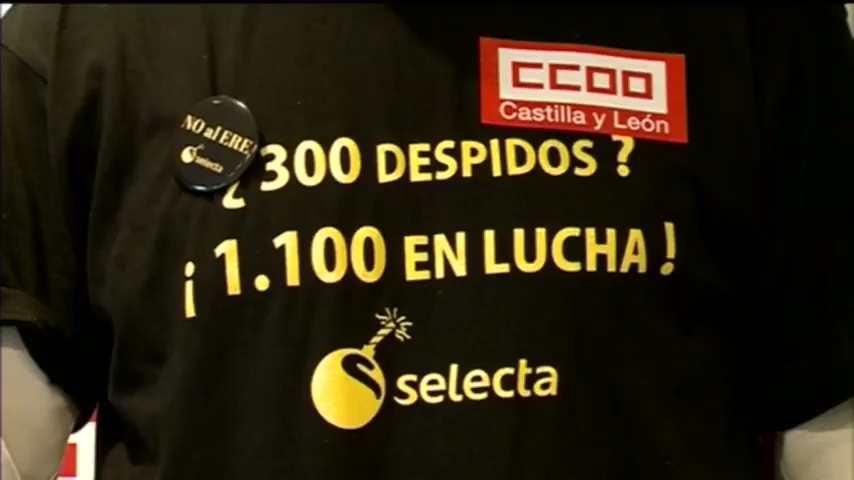 CCOO
Castilla y León
NO al ERE!
selecta
¿300 DESPIDOS?
¡1.100 EN LUCHA!
selecta